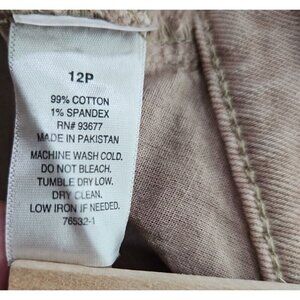 12P
99% COTTON
1% SPANDEX
RN# 93677
MADE IN PAKISTAN
MACHINE WASH COLD.
DO NOT BLEACH.
TUMBLE DRY LOW.
DRY CLEAN.
LOW IRON IF NEEDED.
76532-1